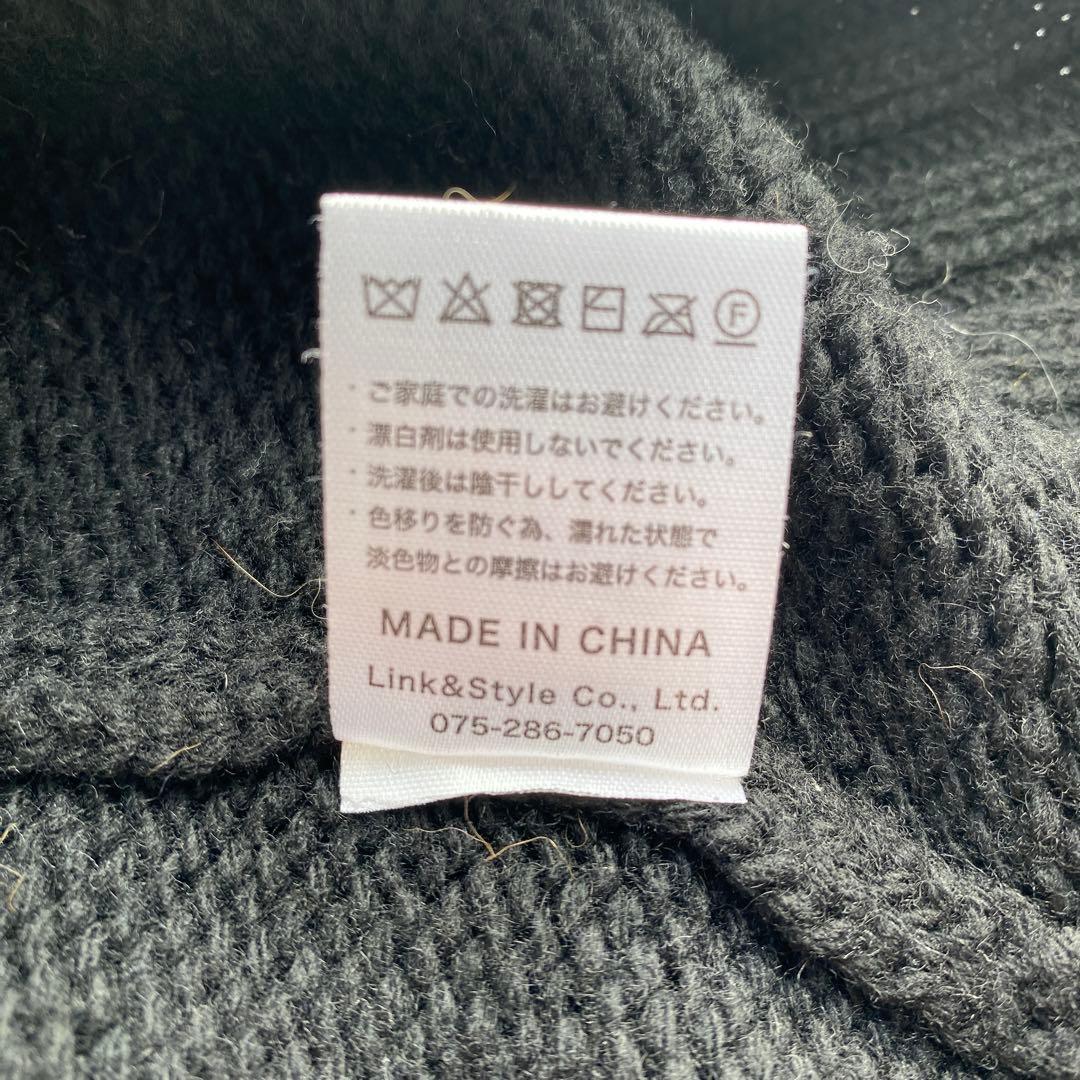 F
・ご家庭での洗濯はお避けください。
・漂白剤は使用しないでください。
・洗濯後は陰干ししてください。
・色移りを防ぐ為、濡れた状態で
淡色物との摩擦はお避けください。
MADE IN CHINA
Link&Style Co., Ltd.
075-286-7050